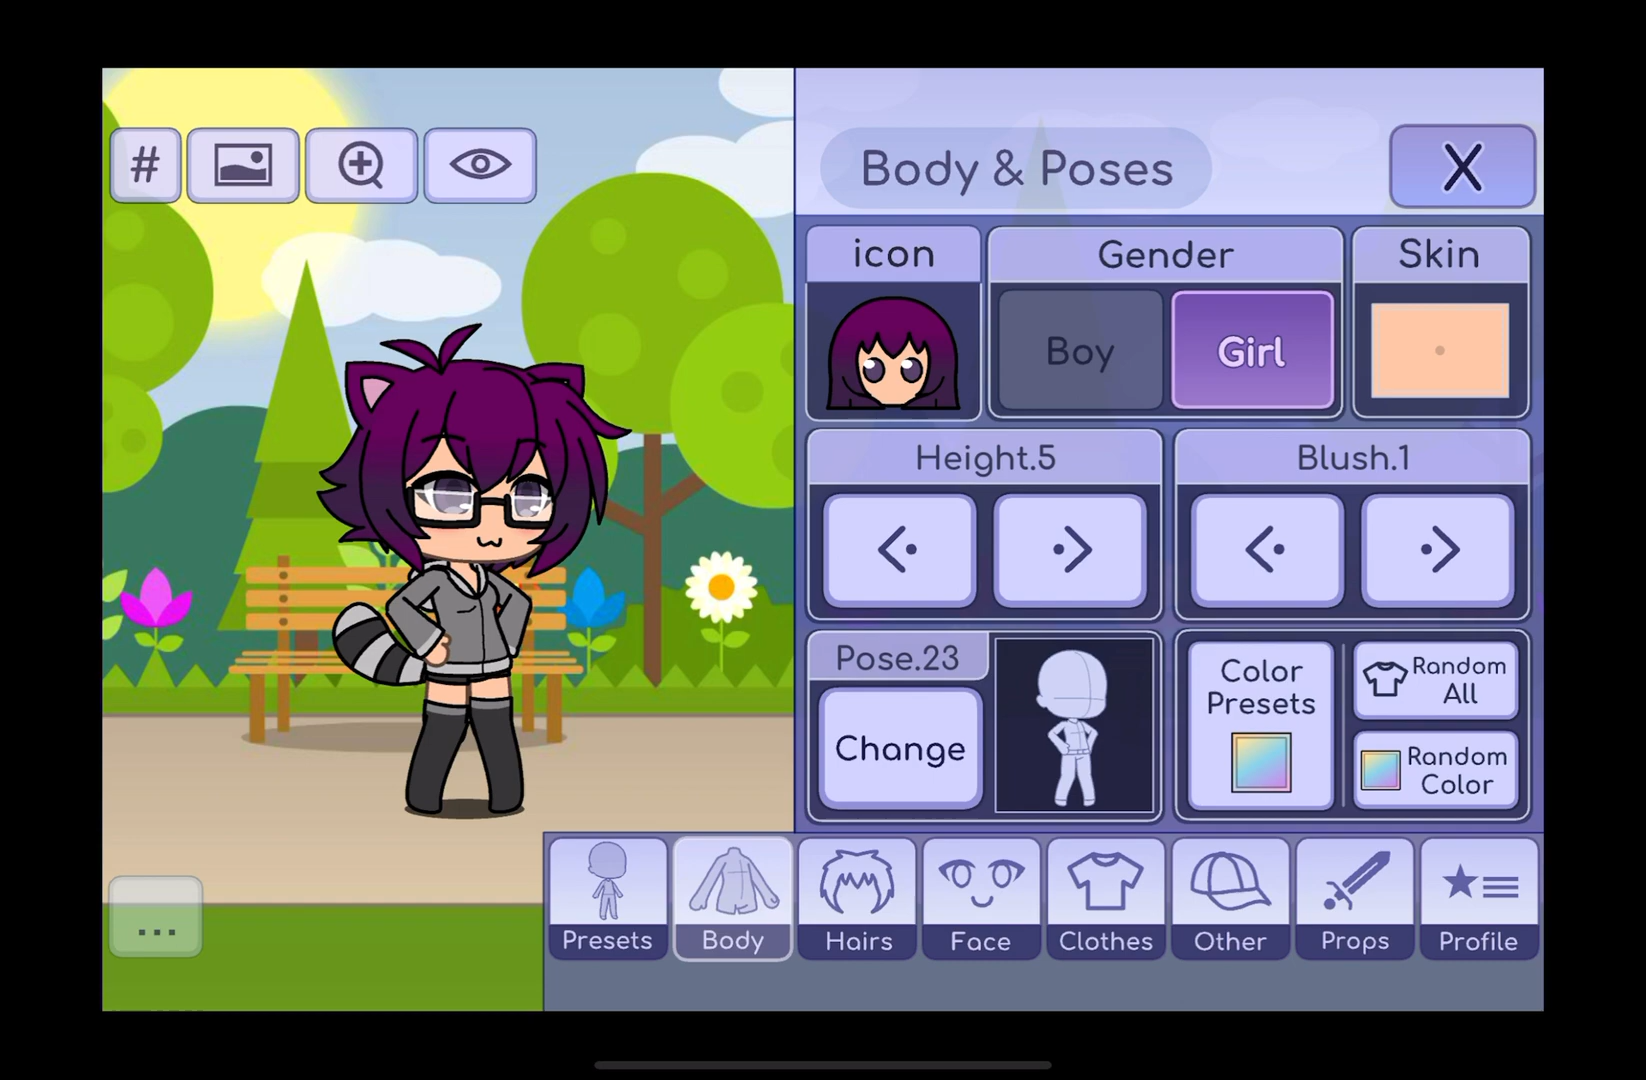 #
Body & Poses
X
icon
Gender
Skin
Boy
Girl
Height.5
Blush.1
Pose.23
Change
Color
Presets
Random
All
Random
Color
...
Presets
Body
Hairs
Face
Clothes
Other
Props
Profile